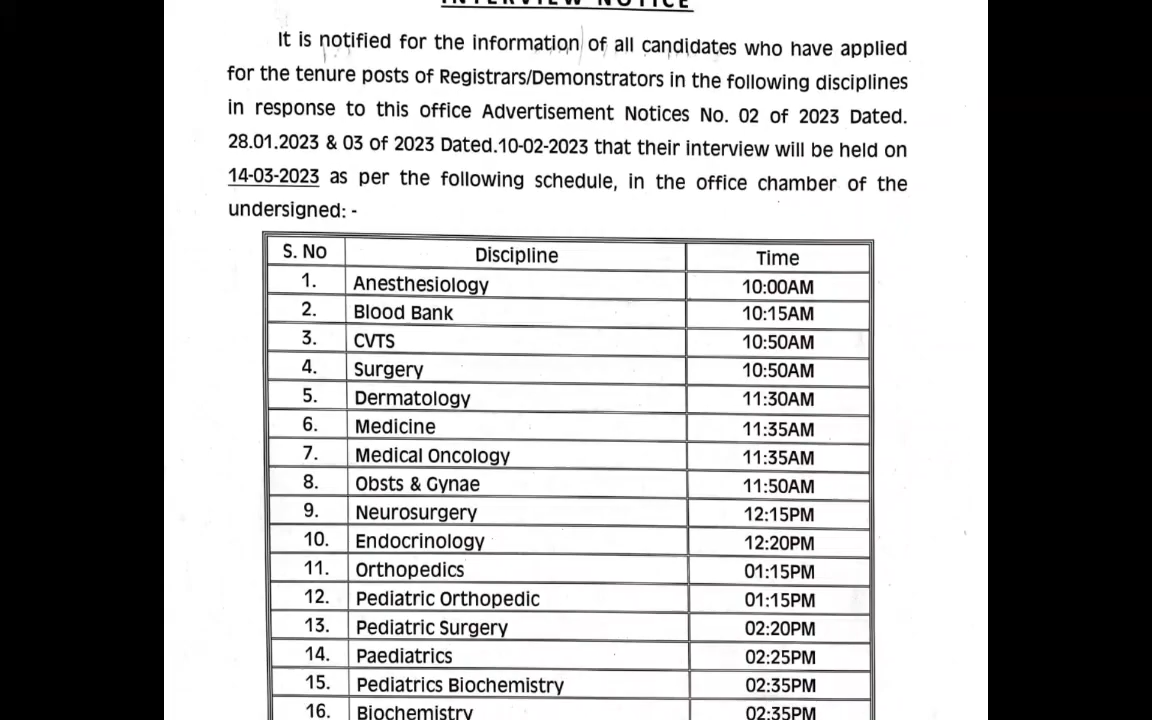 INTERVIEW NOTICE
It is notified for the information of all candidates who have applied
for the tenure posts of Registrars/Demonstrators in the following disciplines
in response to this office Advertisement Notices No. 02 of 2023 Dated.
28.01.2023 & 03 of 2023 Dated.10-02-2023 that their interview will be held on
14-03-2023 as per the following schedule, in the office chamber of the
undersigned: -
S. No Discipline Time
1. Anesthesiology 10:00AM
2. Blood Bank 10:15AM
3. CVTS 10:50AM
4. Surgery 10:50AM
5. Dermatology 11:30AM
6. Medicine 11:35AM
7. Medical Oncology 11:35AM
8. Obsts & Gynae 11:50AM
9. Neurosurgery 12:15PM
10. Endocrinology 12:20PM
11. Orthopedics 01:15PM
12. Pediatric Orthopedic 01:15PM
13. Pediatric Surgery 02:20PM
14. Paediatrics 02:25PM
15. Pediatrics Biochemistry 02:35PM
16. Biochemistry 02:35PM